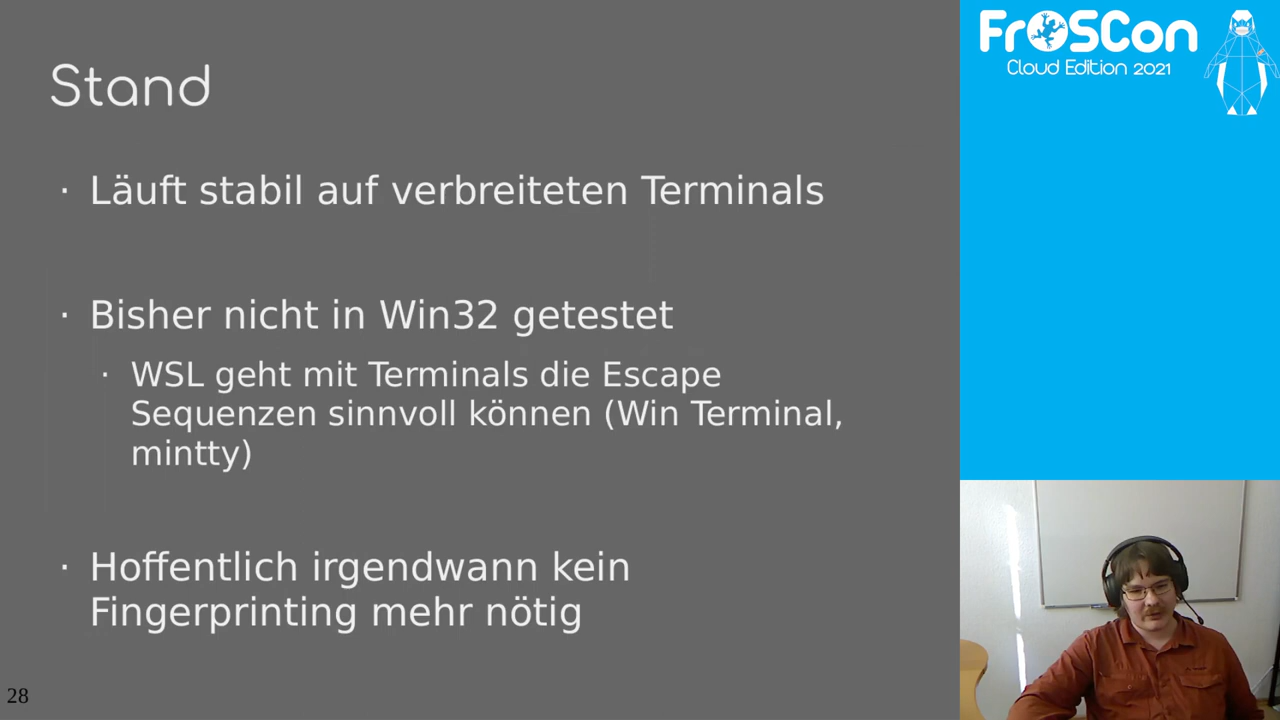 FrOSCon
Cloud Edition 2021
Stand
· Läuft stabil auf verbreiteten Terminals
· Bisher nicht in Win32 getestet
· WSL geht mit Terminals die Escape
Sequenzen sinnvoll können (Win Terminal,
mintty)
· Hoffentlich irgendwann kein
Fingerprinting mehr nötig
28